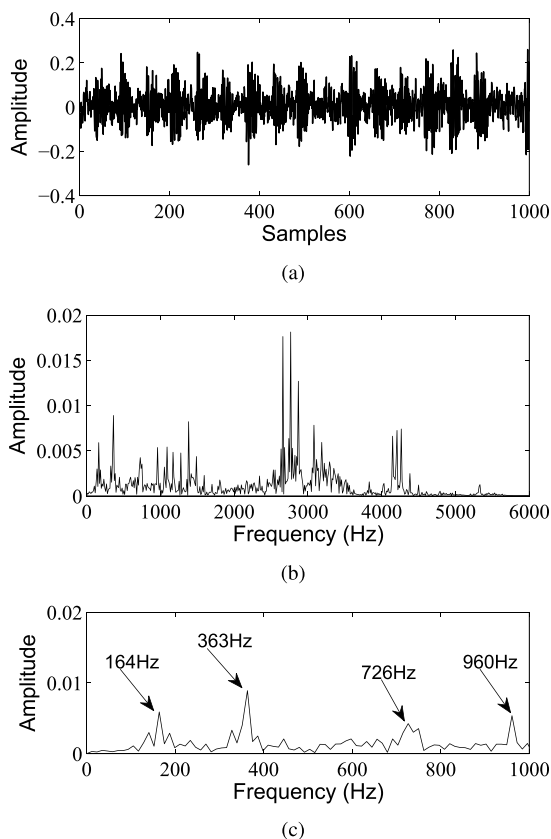 0.4
0.2
0
−0.2
−0.4
Amplitude
0 200 400 600 800 1000
Samples
(a)
0.02
0.015
0.01
0.005
0
Amplitude
0 1000 2000 3000 4000 5000 6000
Frequency (Hz)
(b)
0.02
0.01
0
Amplitude
164Hz
363Hz
726Hz
960Hz
0 200 400 600 800 1000
Frequency (Hz)
(c)